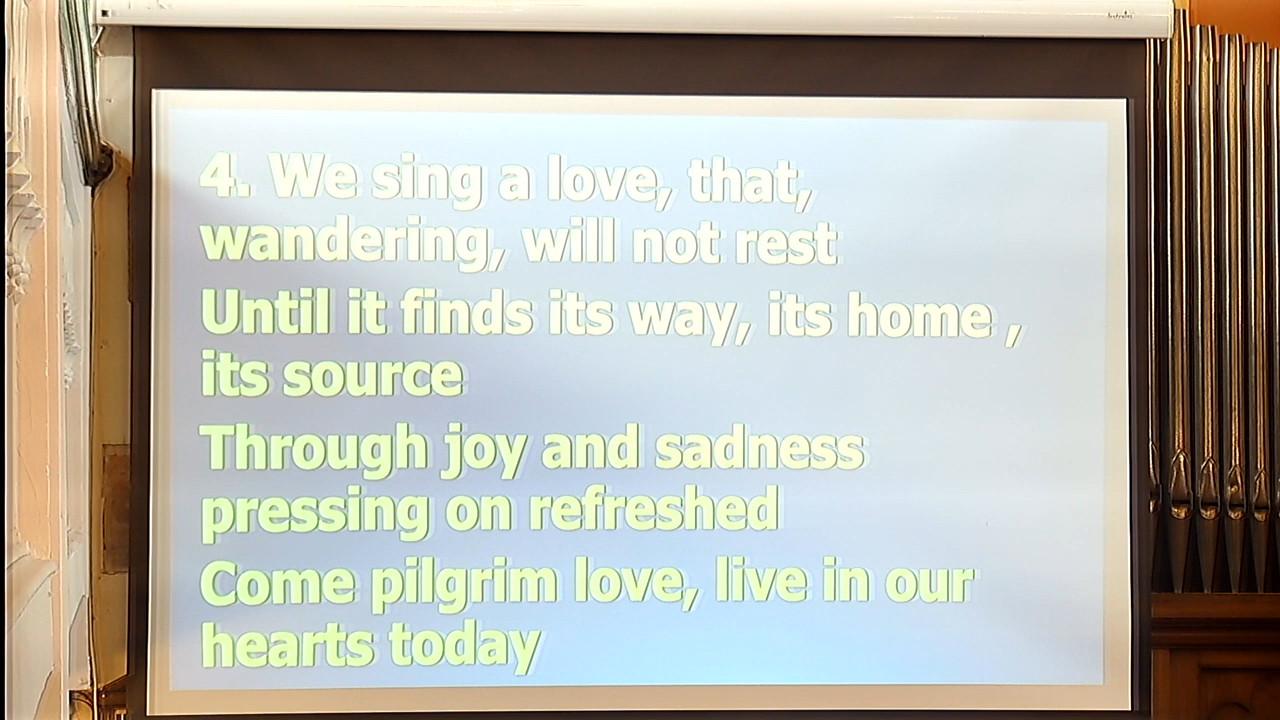 4. We sing a love, that,
wandering, will not rest
Until it finds its way, its home ,
its source
Through joy and sadness
pressing on refreshed
Come pilgrim love, live in our
hearts today